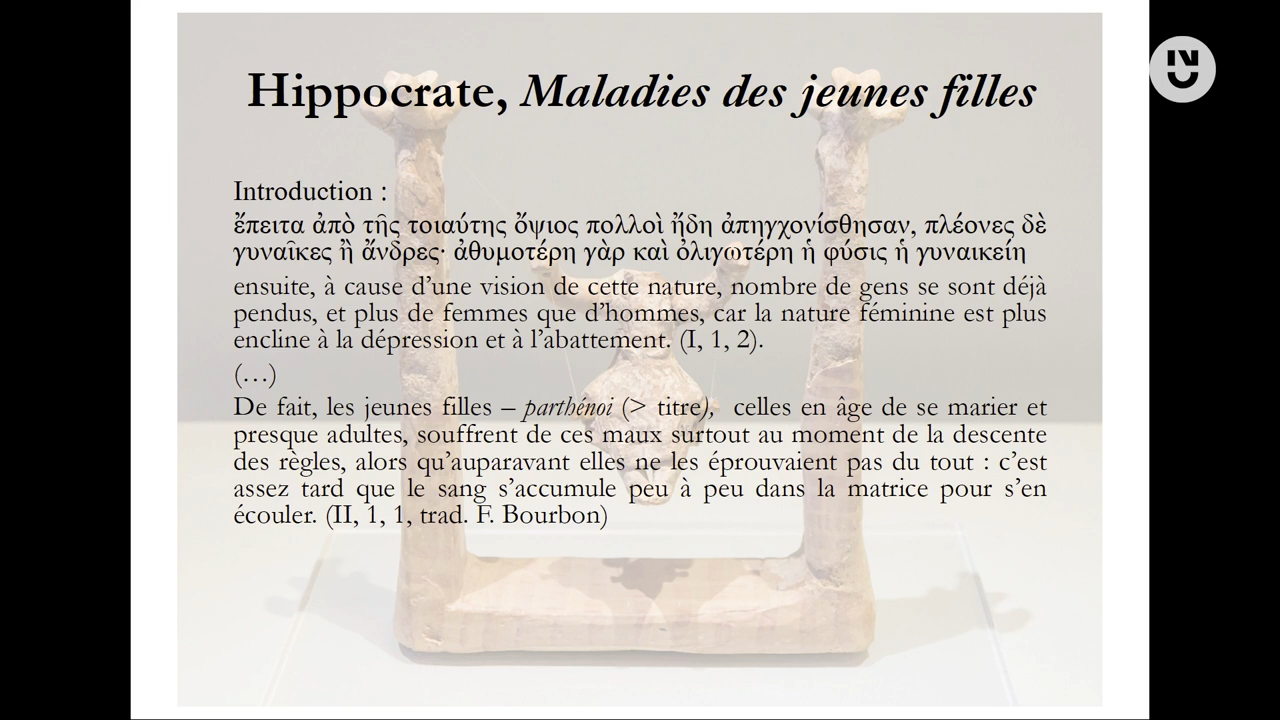 Hippocrate, Maladies des jeunes filles
Introduction :
ἔπειτα ἀπὸ τῆς τοιαύτης ὄψιος πολλοὶ ἤδη ἀπηγχονίσθησαν, πλέονες δὲ
γυναῖκες ἢ ἄνδρες· ἀθυμοτέρη γὰρ καὶ ὀλιγωτέρη ἡ φύσις ἡ γυναικείη
ensuite, à cause d’une vision de cette nature, nombre de gens se sont déjà
pendus, et plus de femmes que d’hommes, car la nature féminine est plus
encline à la dépression et à l’abattement. (I, 1, 2).
(…)
De fait, les jeunes filles – parthénoi (> titre), celles en âge de se marier et
presque adultes, souffrent de ces maux surtout au moment de la descente
des règles, alors qu’auparavant elles ne les éprouvaient pas du tout : c’est
assez tard que le sang s’accumule peu à peu dans la matrice pour s’en
écouler. (II, 1, 1, trad. F. Bourbon)